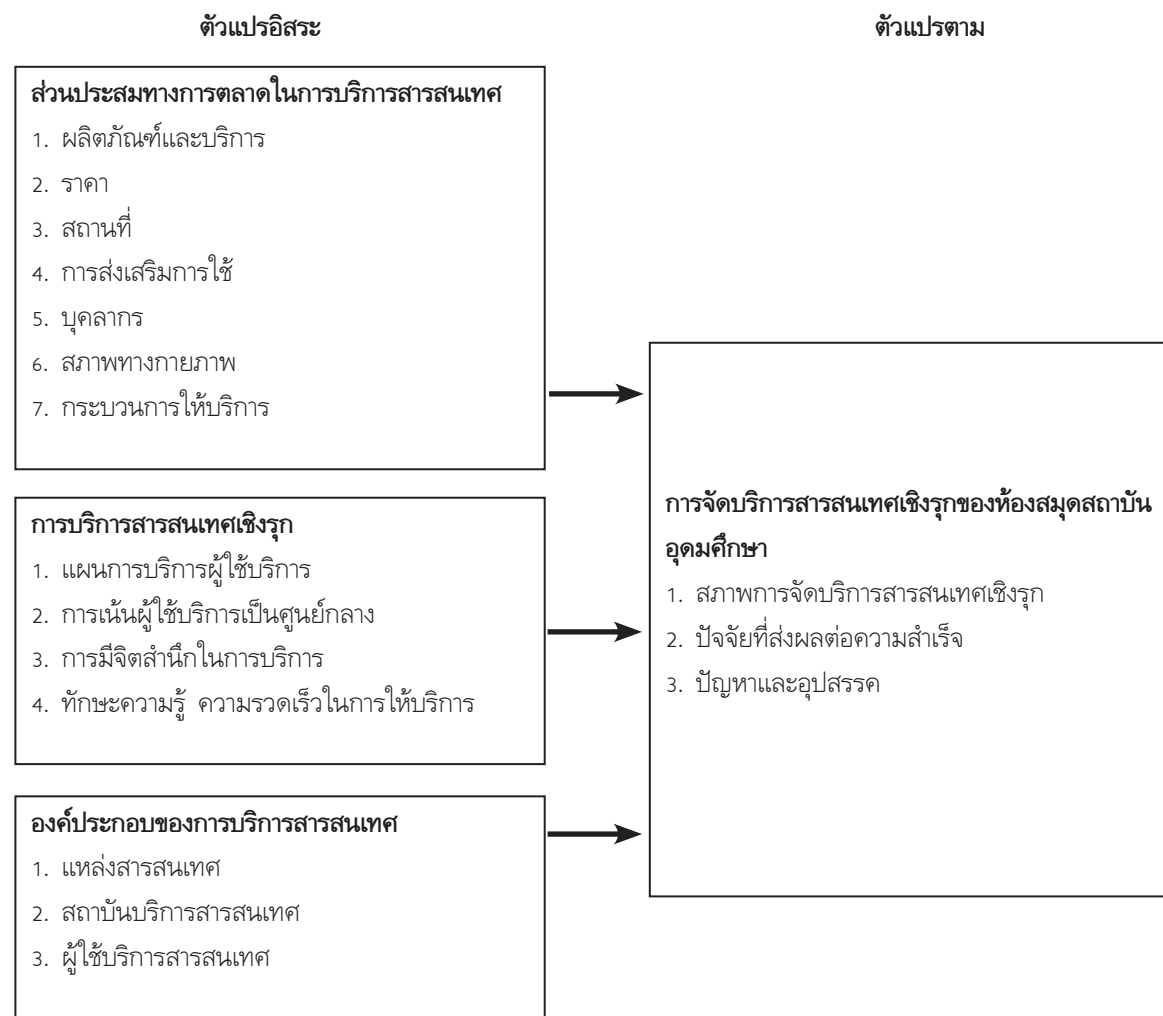 ตัวแปรอิสระ
ตัวแปรตาม
ส่วนประสมทางการตลาดในการบริการสารสนเทศ
1. ผลิตภัณฑ์และบริการ
2. ราคา
3. สถานที่
4. การส่งเสริมการใช้
5. บุคลากร
6. สภาพทางกายภาพ
7. กระบวนการให้บริการ
การบริการสารสนเทศเชิงรุก
1. แผนการบริการผู้ใช้บริการ
2. การเน้นผู้ใช้บริการเป็นศูนย์กลาง
3. การมีจิตสำนึกในการบริการ
4. ทักษะความรู้ ความรวดเร็วในการให้บริการ
องค์ประกอบของการบริการสารสนเทศ
1. แหล่งสารสนเทศ
2. สถาบันบริการสารสนเทศ
3. ผู้ใช้บริการสารสนเทศ
การจัดบริการสารสนเทศเชิงรุกของห้องสมุดสถาบัน
อุดมศึกษา
1. สภาพการจัดบริการสารสนเทศเชิงรุก
2. ปัจจัยที่ส่งผลต่อความสำเร็จ
3. ปัญหาและอุปสรรค